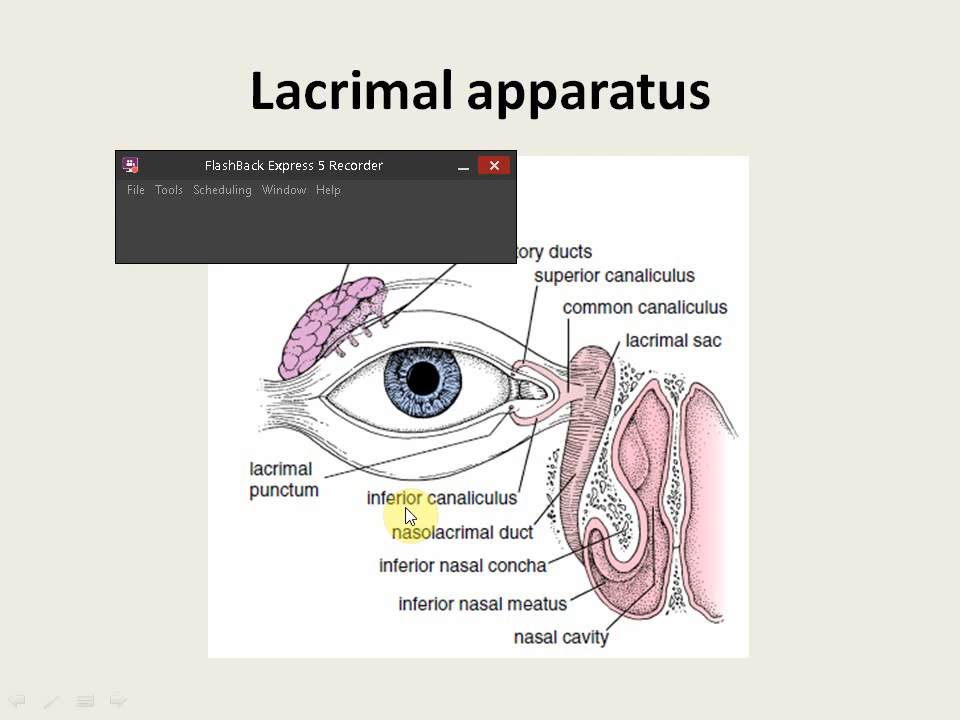 Lacrimal apparatus
FlashBack Express 5 Recorder
File Tools Scheduling Window Help
tory ducts
superior canaliculus
common canaliculus
lacrimal sac
lacrimal
punctum
inferior canaliculus
nasolacrimal duct
inferior nasal concha
inferior nasal meatus
nasal cavity